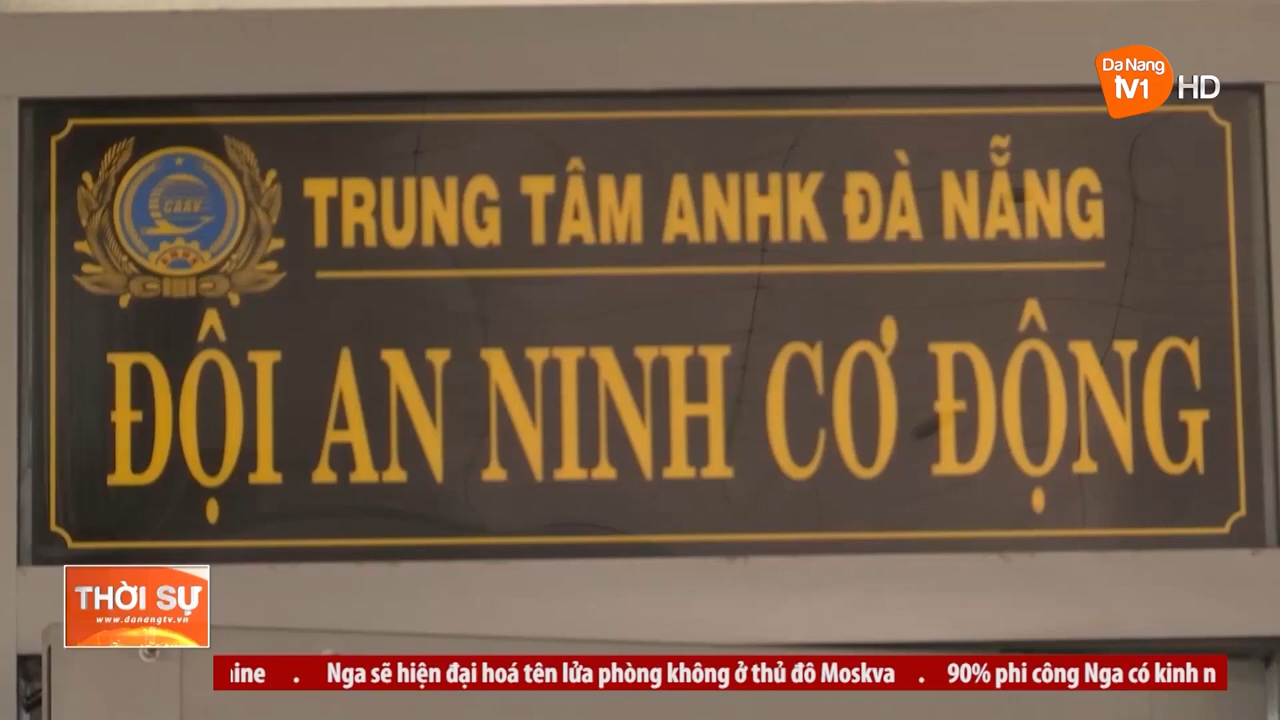 Da Nang
TV1 HD
CAAV
TRUNG TÂM ANHK ĐÀ NẴNG
ĐỘI AN NINH CƠ ĐỘNG
THỜI SỰ
www.danangtv.vn
Nga sẽ hiện đại hoá tên lửa phòng không ở thủ đô Moskva . 90% phi công Nga có kinh n